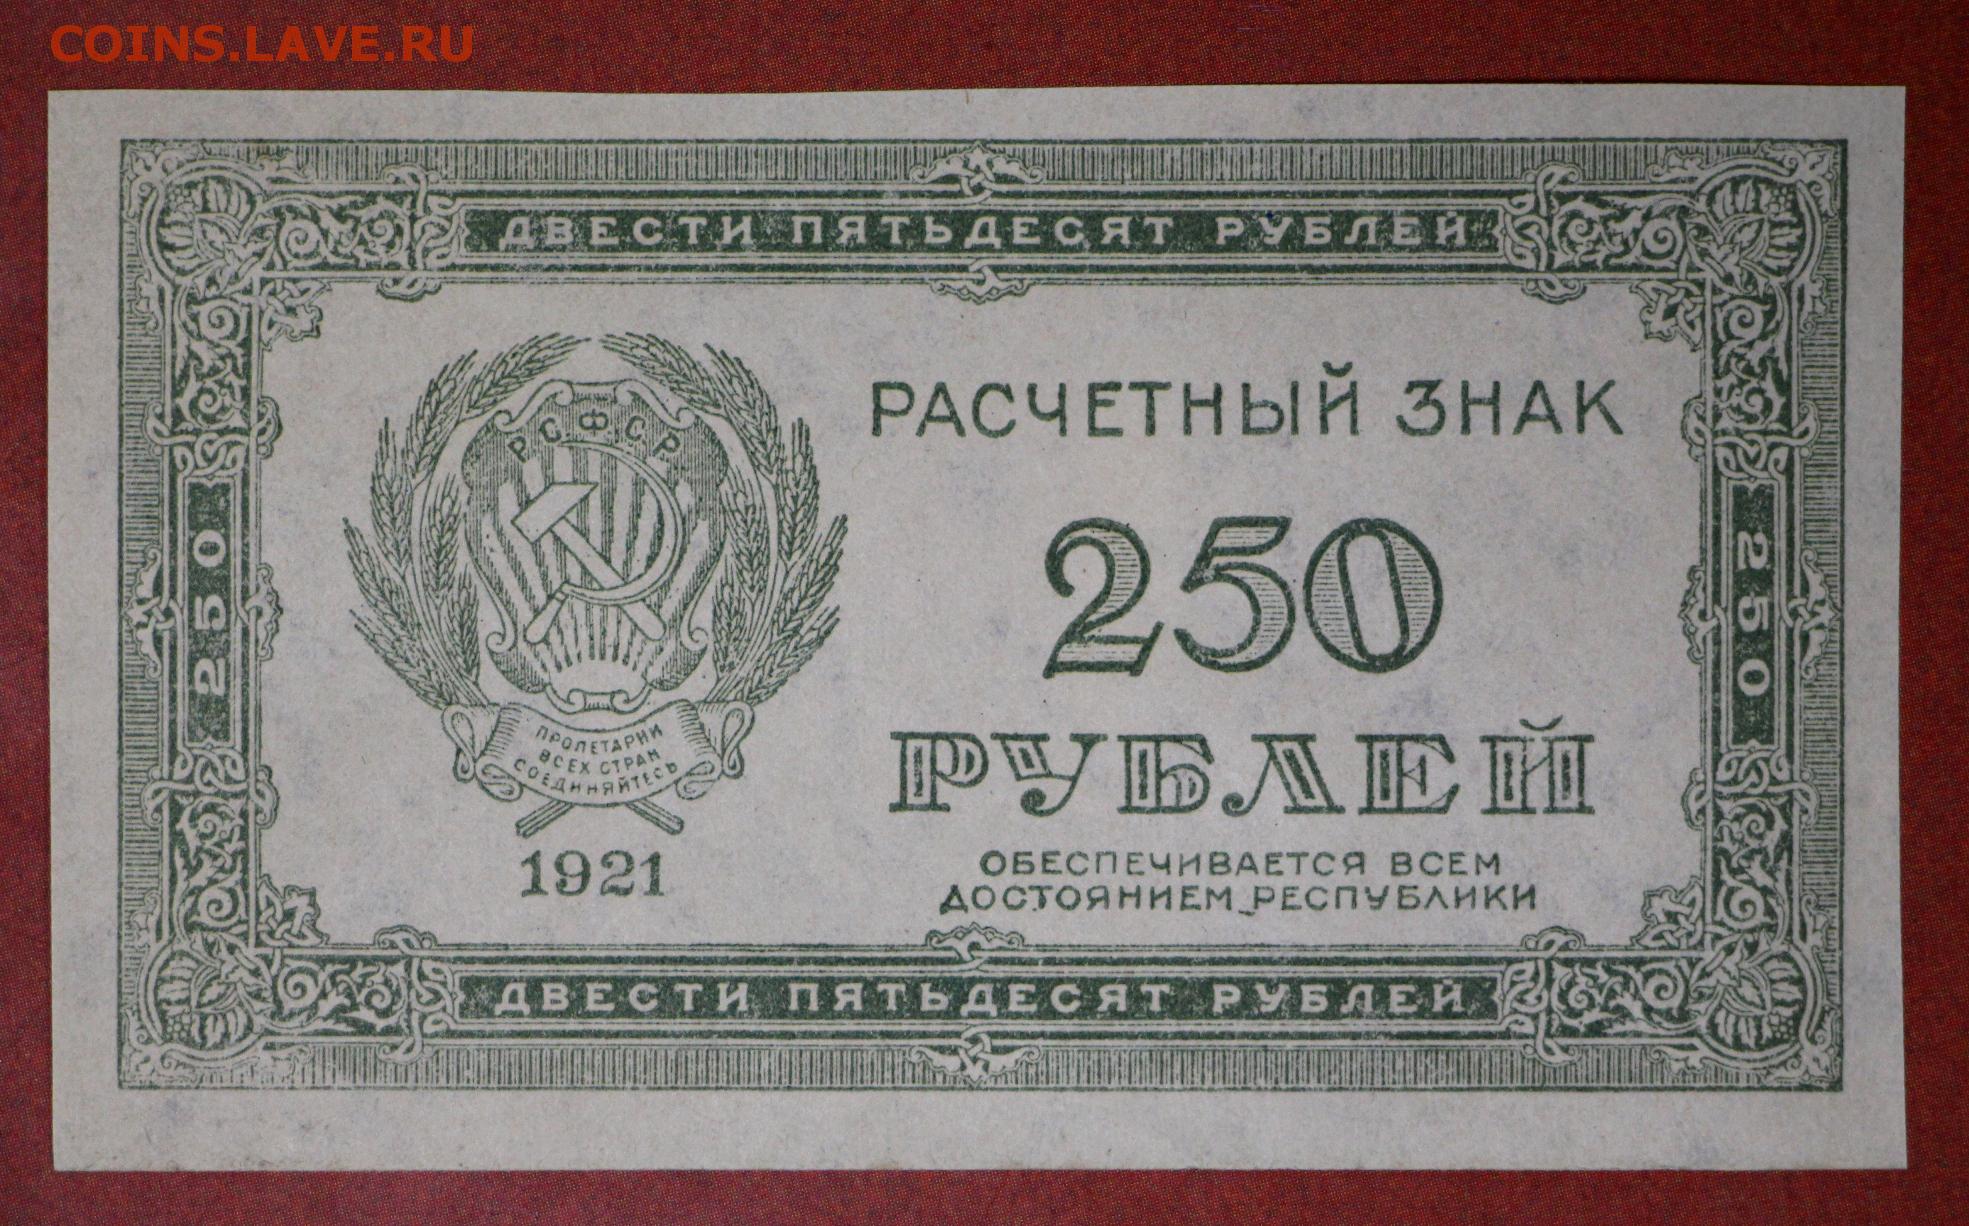 COINS.LAVE.RU
ДВЕСТИ ПЯТЬДЕСЯТ РУБЛЕЙ
РСФСР
РАСЧЕТНЫЙ ЗНАК
250
250
250
РУБЛЕЙ
ПРОЛЕТАРИИ
ВСЕХ СТРАН
СОЕДИНЯЙТЕСЬ
1921
ОБЕСПЕЧИВАЕТСЯ ВСЕМ
ДОСТОЯНИЕМ РЕСПУБЛИКИ
ДВЕСТИ ПЯТЬДЕСЯТ РУБЛЕЙ